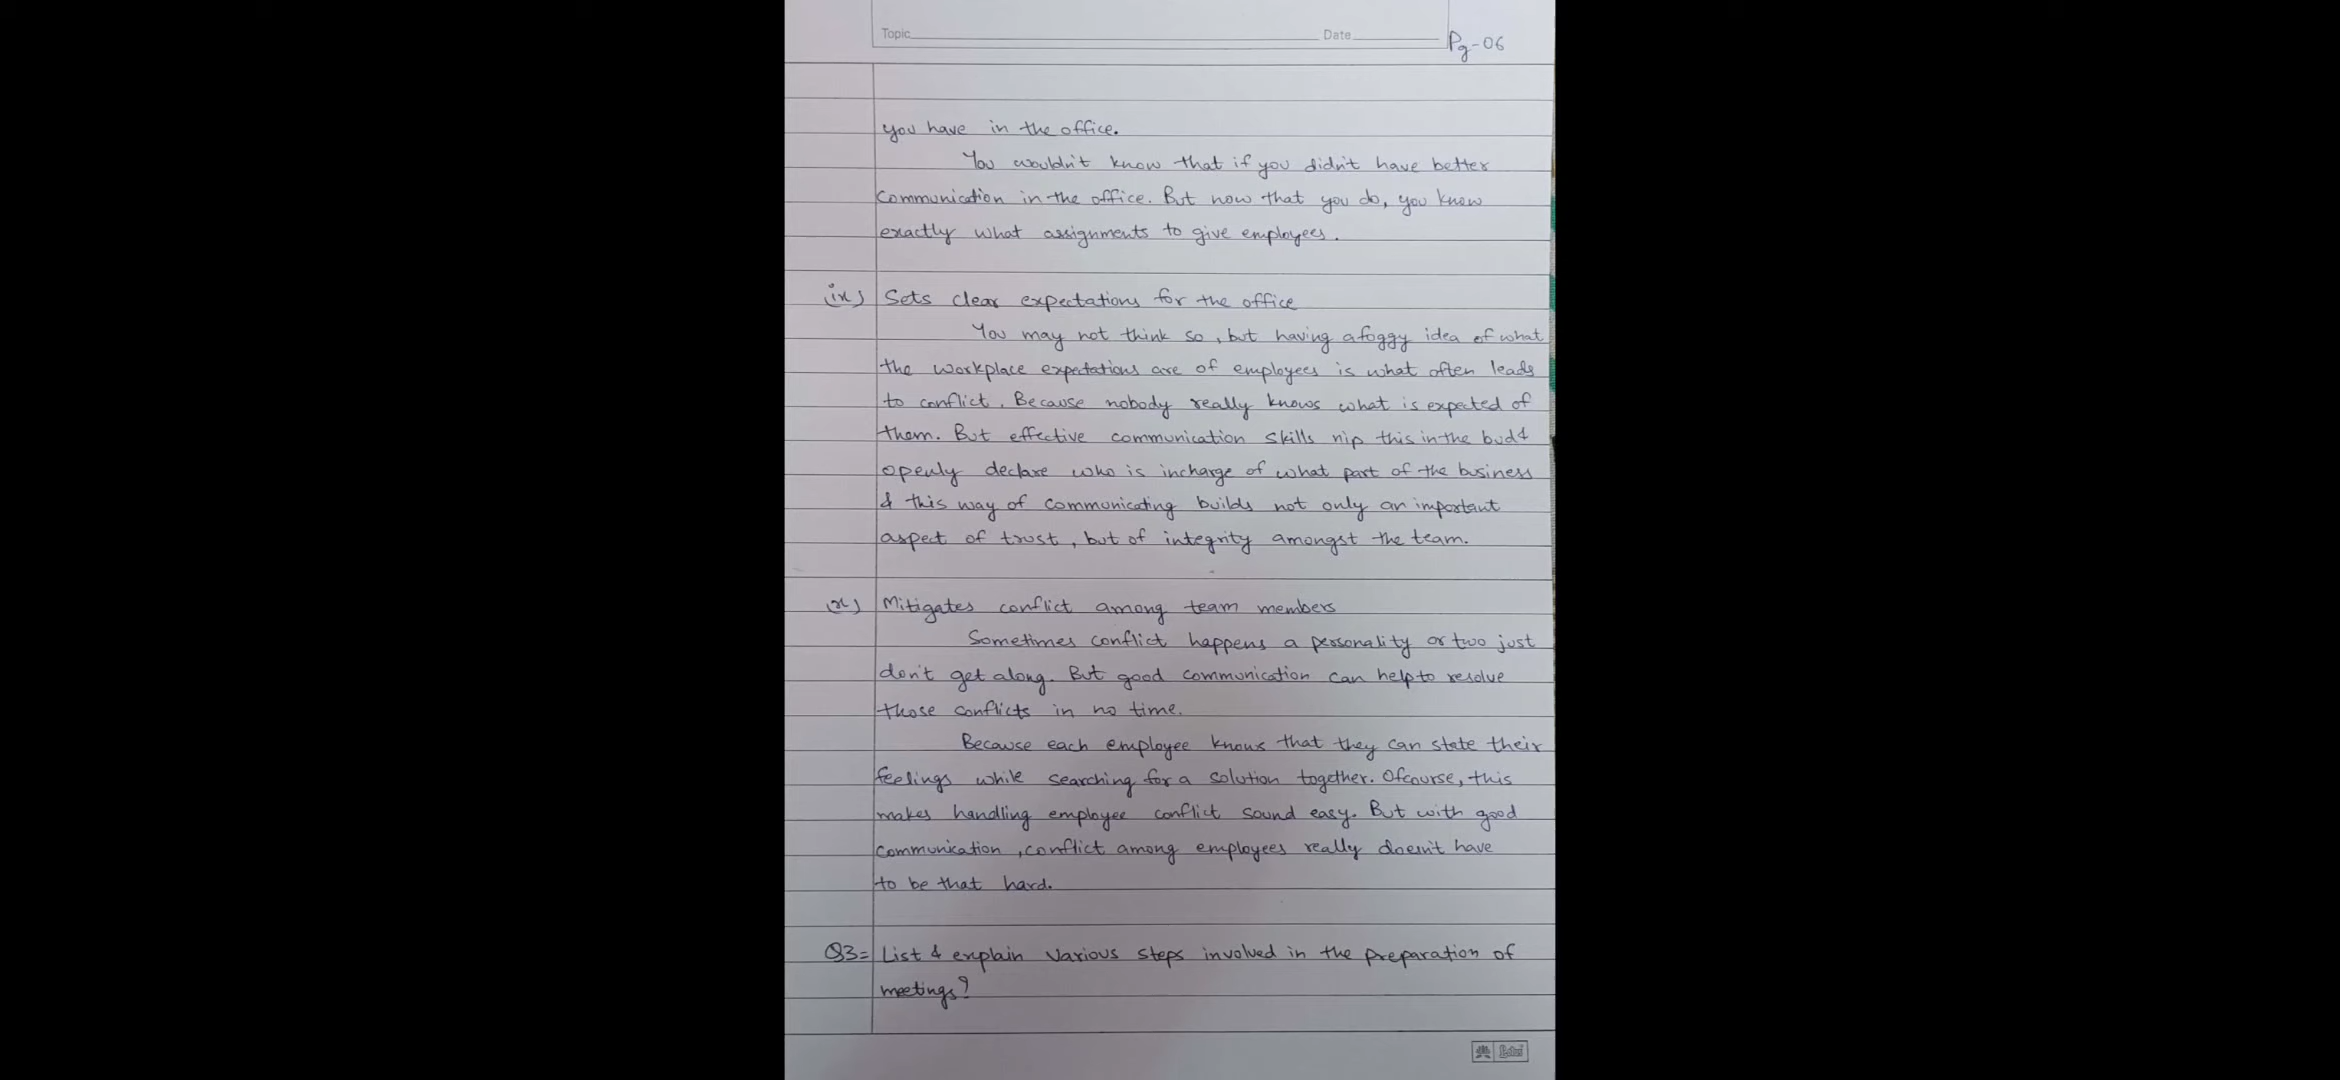 Topic Date Pg-06
you have in the office.
You wouldn't know that if you didn't have better
communication in the office. But now that you do, you know
exactly what assignments to give employees.
(ix) Sets clear expectations for the office
You may not think so, but having a foggy idea of what
the workplace expectations are of employees is what often leads
to conflict. Because nobody really knows what is expected of
them. But effective communication skills nip this in the bud &
openly declare who is incharge of what part of the business
& this way of communicating builds not only an important
aspect of trust, but of integrity amongst the team.
(x) Mitigates conflict among team members
Sometimes conflict happens a personality or two just
don't get along. But good communication can help to resolve
those conflicts in no time.
Because each employee knows that they can state their
feelings while searching for a solution together. Ofcourse, this
makes handling employee conflict sound easy. But with good
communication, conflict among employees really doesn't have
to be that hard.
Q3= List & explain various steps involved in the preparation of
meetings?